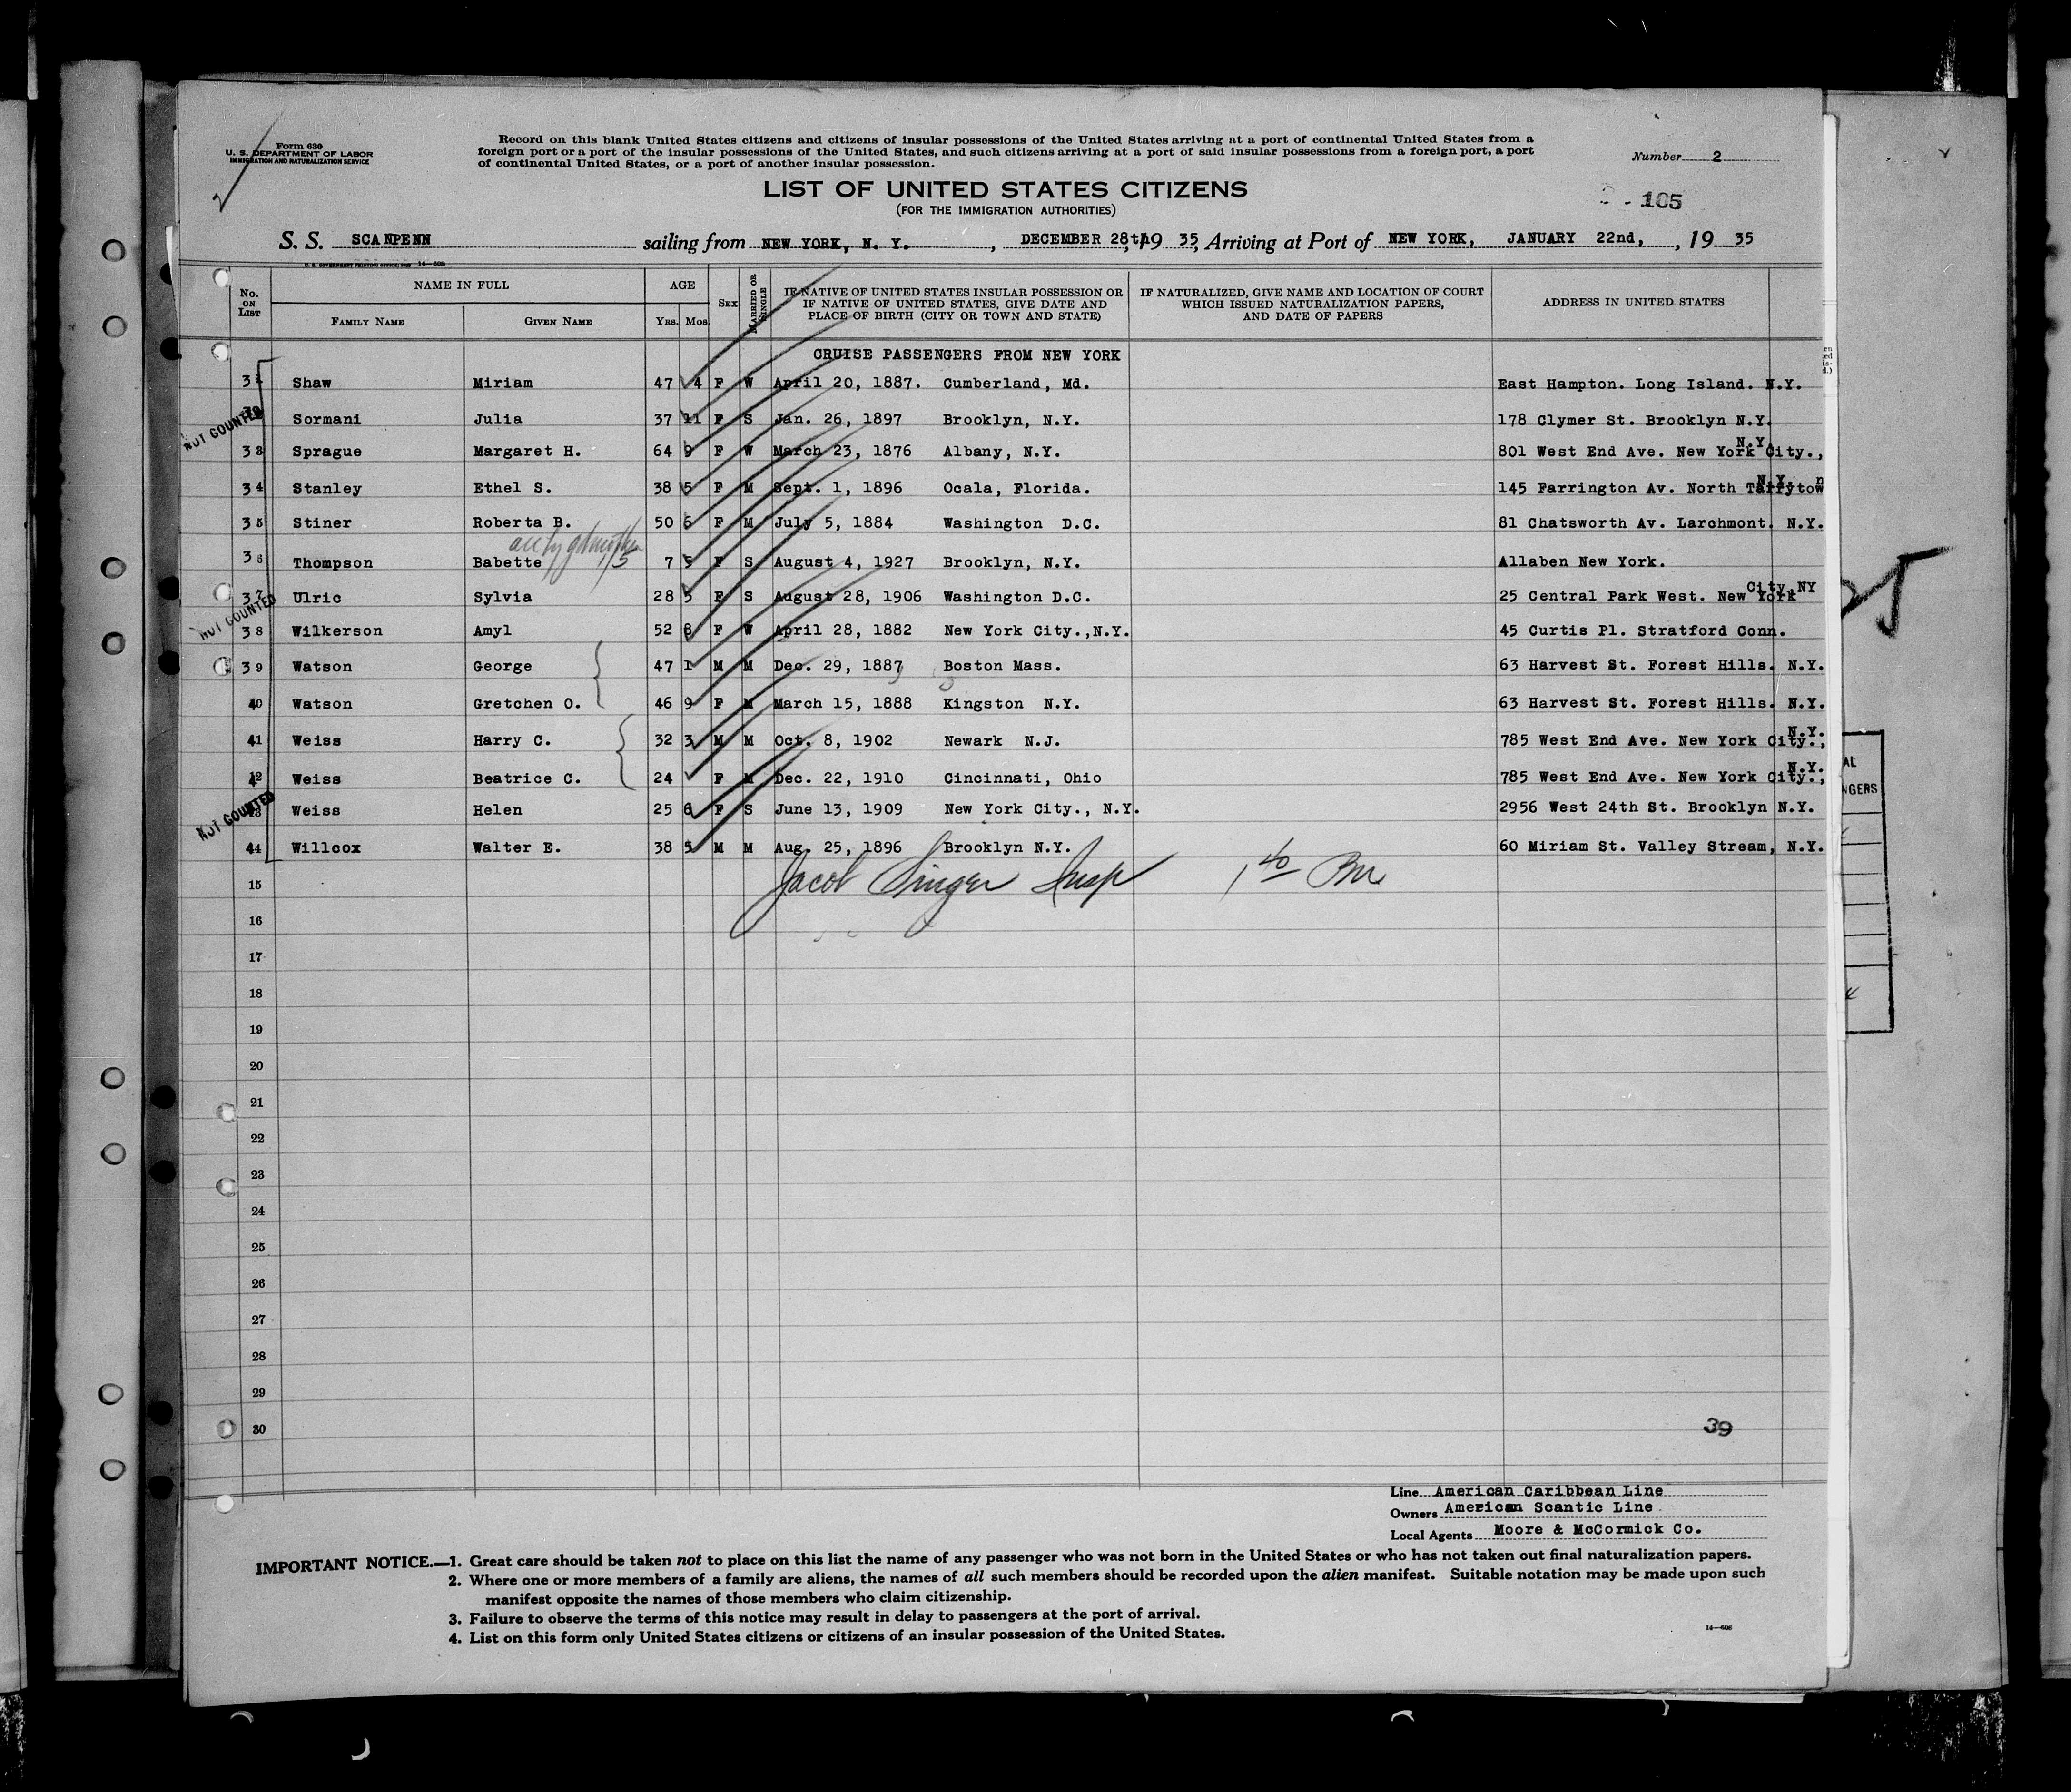 Form 630
U. S. DEPARTMENT OF LABOR
IMMIGRATION AND NATURALIZATION SERVICE
Record on this blank United States citizens and citizens of insular possessions of the United States arriving at a port of continental United States from a
foreign port or a port of the insular possessions of the United States, and such citizens arriving at a port of said insular possessions from a foreign port, a port
of continental United States, or a port of another insular possession.
Number 2
LIST OF UNITED STATES CITIZENS
(FOR THE IMMIGRATION AUTHORITIES)
105
S. S. SCANPENN sailing from NEW YORK, N. Y. , DECEMBER 28th, 19 35, Arriving at Port of NEW YORK, JANUARY 22nd, , 19 35
No. ON LIST
NAME IN FULL
FAMILY NAME
GIVEN NAME
AGE
YRS. MOS.
SEX
MARRIED OR SINGLE
IF NATIVE OF UNITED STATES INSULAR POSSESSION OR
IF NATIVE OF UNITED STATES, GIVE DATE AND
PLACE OF BIRTH (CITY OR TOWN AND STATE)
IF NATURALIZED, GIVE NAME AND LOCATION OF COURT
WHICH ISSUED NATURALIZATION PAPERS,
AND DATE OF PAPERS
ADDRESS IN UNITED STATES
CRUISE PASSENGERS FROM NEW YORK
31 Shaw Miriam 47 4 F W April 20, 1887. Cumberland, Md. East Hampton. Long Island. N.Y.
NOT COUNTED
Sormani Julia 37 11 F S Jan. 26, 1897 Brooklyn, N.Y. 178 Clymer St. Brooklyn N.Y.
33 Sprague Margaret H. 64 9 F W March 23, 1876 Albany, N.Y. 801 West End Ave. New York City., N.Y.
34 Stanley Ethel S. 38 5 F M Sept. 1, 1896 Ocala, Florida. 145 Farrington Av. North Tarrytown N.Y.
35 Stiner Roberta B. 50 6 F M July 5, 1884 Washington D.C. 81 Chatsworth Av. Larchmont. N.Y.
36 Thompson Babette 7 5 F S August 4, 1927 Brooklyn, N.Y. Allaben New York.
37 Ulric Sylvia 28 5 F S August 28, 1906 Washington D.C. 25 Central Park West. New York City NY
NOT COUNTED
38 Wilkerson Amyl 52 8 F W April 28, 1882 New York City.,N.Y. 45 Curtis Pl. Stratford Conn.
39 Watson George 47 1 M M Dec. 29, 1887 Boston Mass. 63 Harvest St. Forest Hills. N.Y.
40 Watson Gretchen O. 46 9 F M March 15, 1888 Kingston N.Y. 63 Harvest St. Forest Hills. N.Y.
41 Weiss Harry C. 32 3 M M Oct. 8, 1902 Newark N.J. 785 West End Ave. New York City., N.Y.
42 Weiss Beatrice C. 24 F M Dec. 22, 1910 Cincinnati, Ohio 785 West End Ave. New York City., N.Y.
NOT COUNTED
43 Weiss Helen 25 6 F S June 13, 1909 New York City., N.Y. 2956 West 24th St. Brooklyn N.Y.
44 Willcox Walter E. 38 5 M M Aug. 25, 1896 Brooklyn N.Y. 60 Miriam St. Valley Stream, N.Y.
Jacob Singer Insp
15
16
17
18
19
20
21
22
23
24
25
26
27
28
29
30
39
Line American Caribbean Line
Owners American Scantic Line
Local Agents Moore & McCormick Co.
IMPORTANT NOTICE.—1. Great care should be taken not to place on this list the name of any passenger who was not born in the United States or who has not taken out final naturalization papers.
2. Where one or more members of a family are aliens, the names of all such members should be recorded upon the alien manifest. Suitable notation may be made upon such
manifest opposite the names of those members who claim citizenship.
3. Failure to observe the terms of this notice may result in delay to passengers at the port of arrival.
4. List on this form only United States citizens or citizens of an insular possession of the United States.